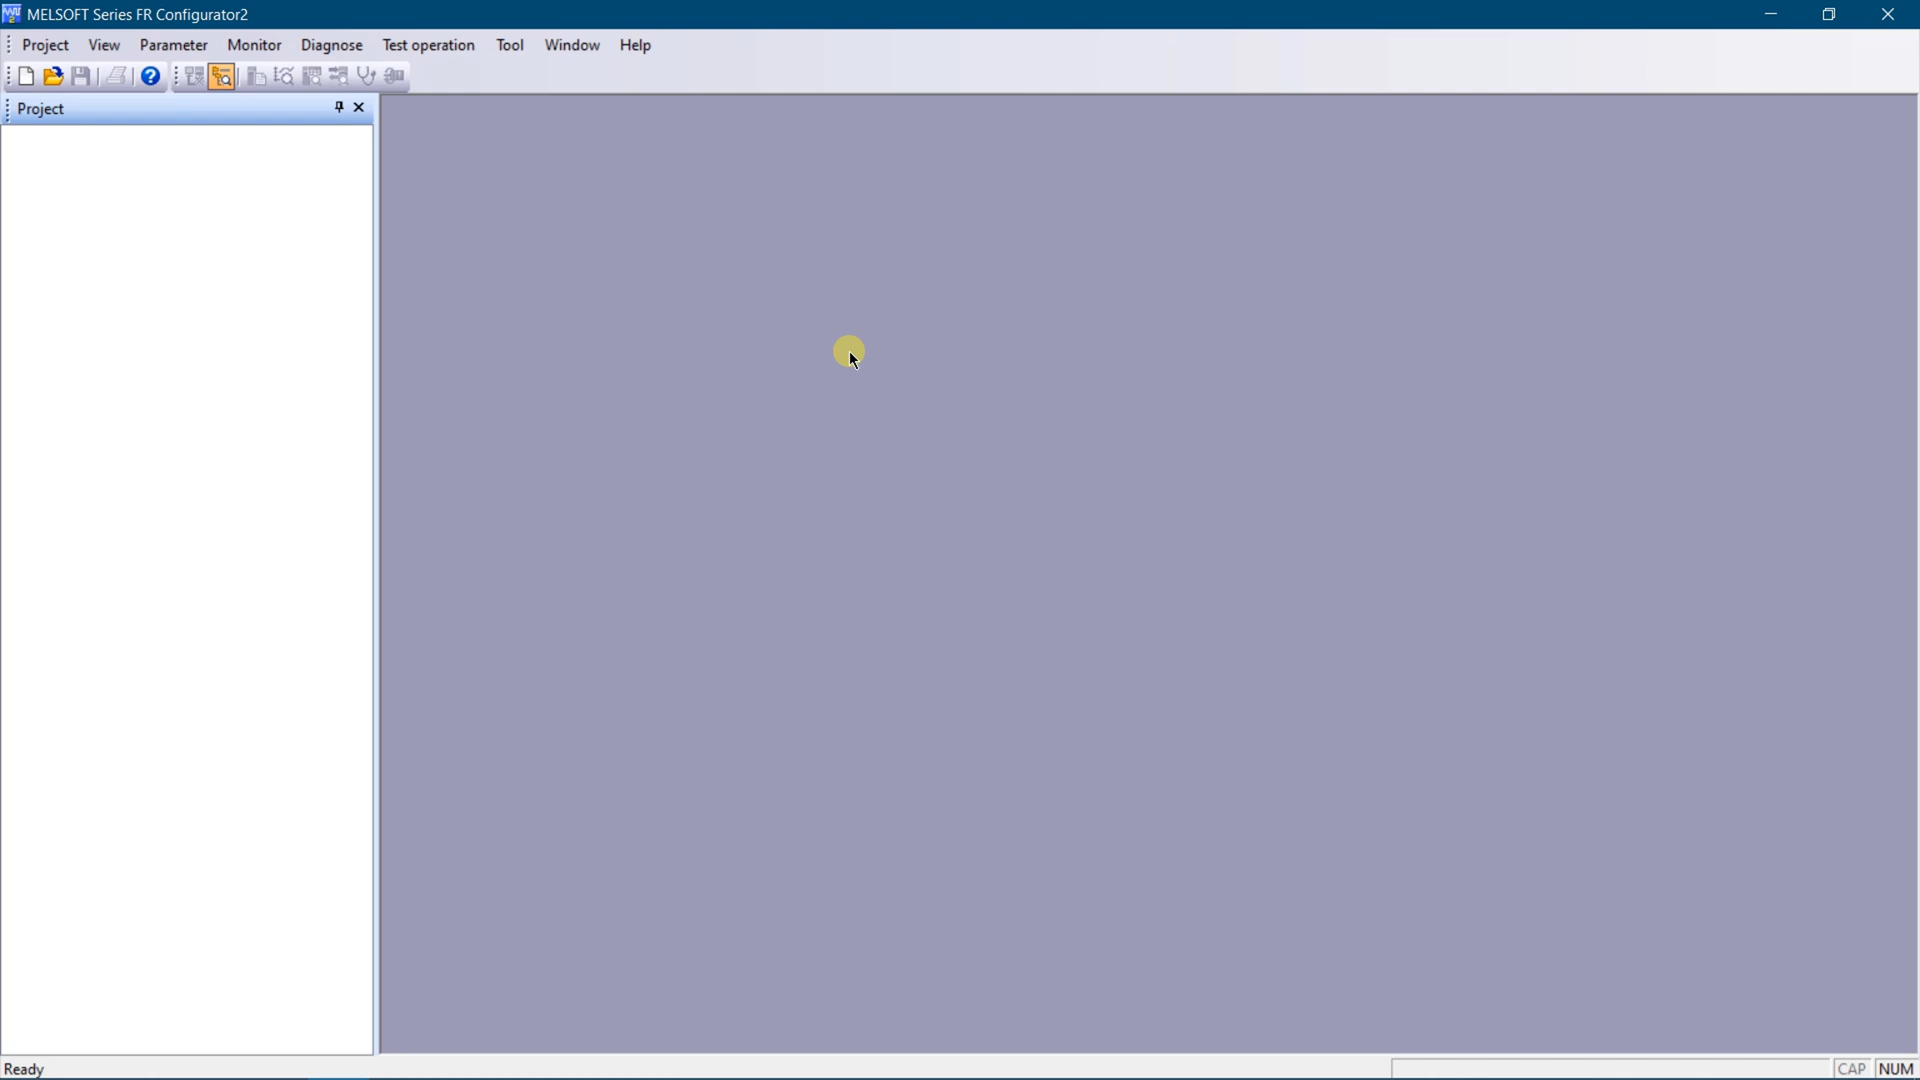 MELSOFT Series FR Configurator2
Project View Parameter Monitor Diagnose Test operation Tool Window Help
Project
Ready
CAP NUM